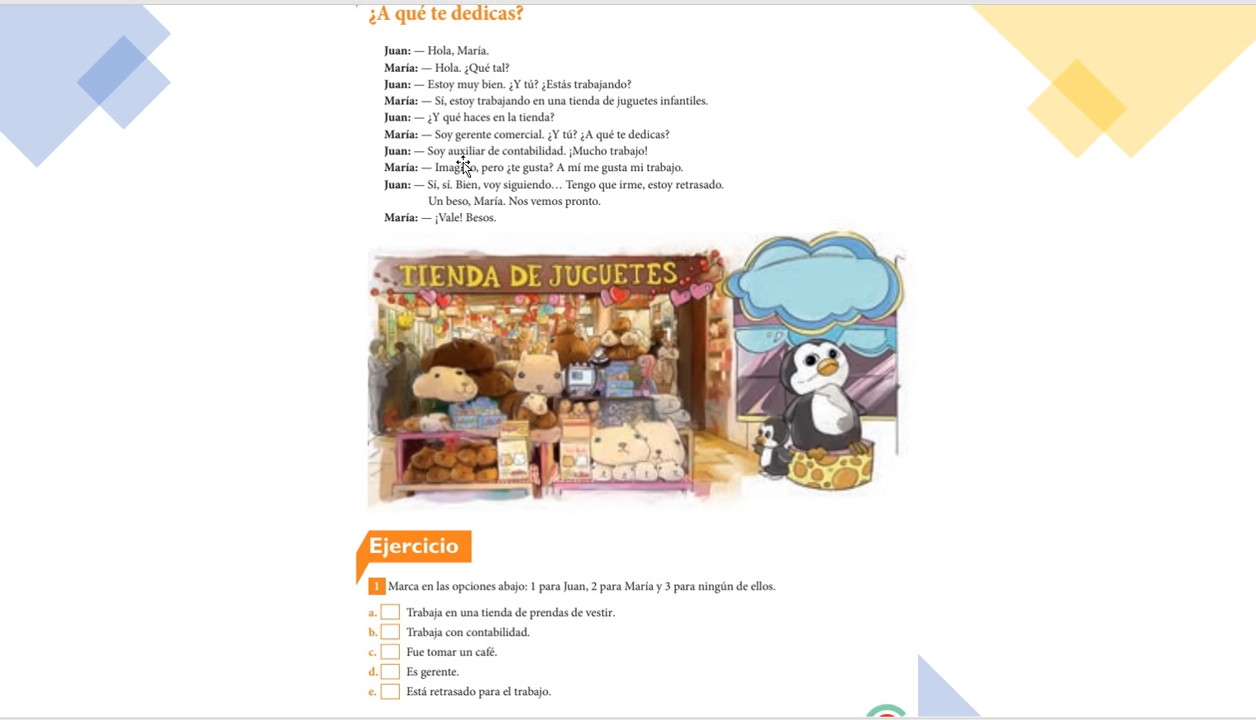 ¿A qué te dedicas?
Juan: — Hola, María.
María: — Hola. ¿Qué tal?
Juan: — Estoy muy bien. ¿Y tú? ¿Estás trabajando?
María: — Sí, estoy trabajando en una tienda de juguetes infantiles.
Juan: — ¿Y qué haces en la tienda?
María: — Soy gerente comercial. ¿Y tú? ¿A qué te dedicas?
Juan: — Soy auxiliar de contabilidad. ¡Mucho trabajo!
María: — Imagino, pero ¿te gusta? A mí me gusta mi trabajo.
Juan: — Sí, sí. Bien, voy siguiendo… Tengo que irme, estoy retrasado.
Un beso, María. Nos vemos pronto.
María: — ¡Vale! Besos.
TIENDA DE JUGUETES
Ejercicio
1 Marca en las opciones abajo: 1 para Juan, 2 para María y 3 para ningún de ellos.
a. Trabaja en una tienda de prendas de vestir.
b. Trabaja con contabilidad.
c. Fue tomar un café.
d. Es gerente.
e. Está retrasado para el trabajo.